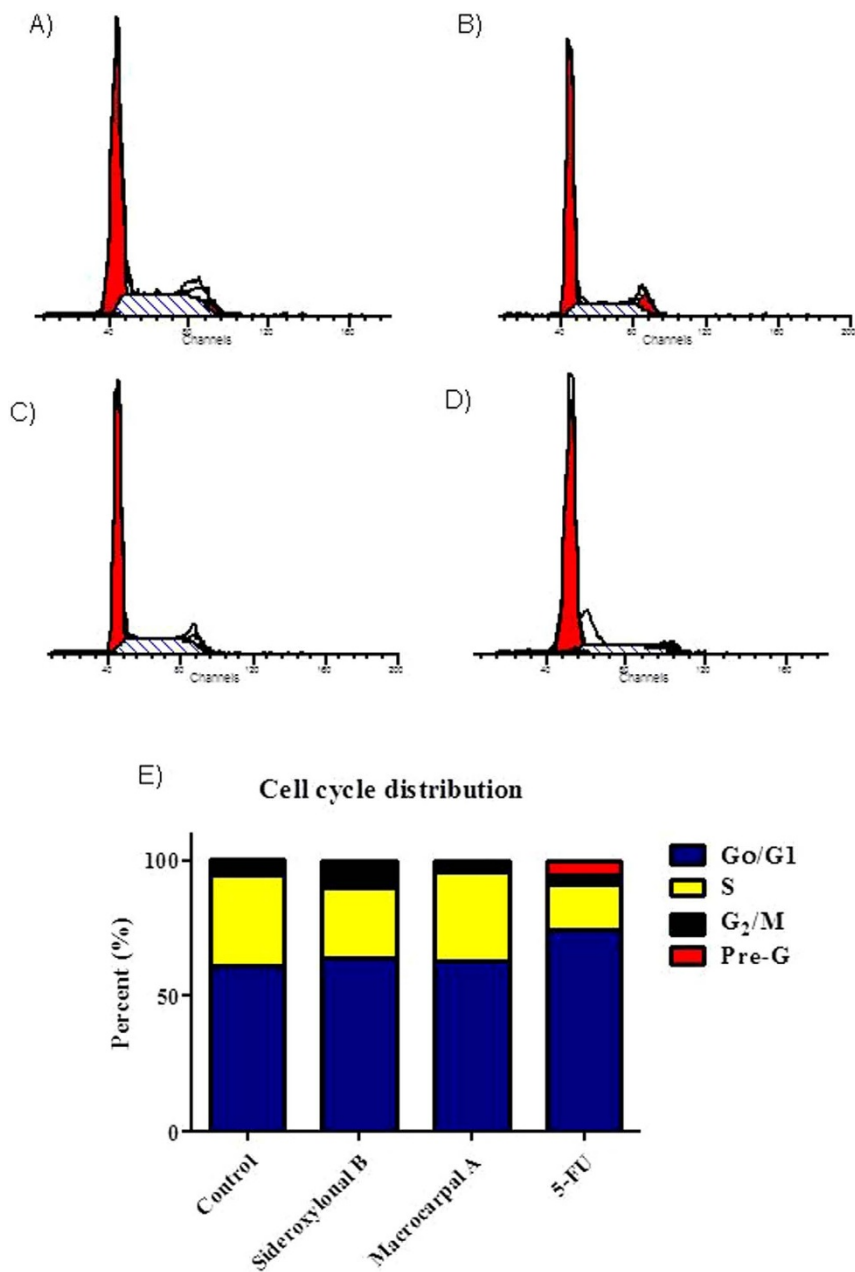 A)
B)
40 80 120 160
Channels
40 80 120 160 200
Channels
C)
D)
40 80 120 160 200
Channels
40 80 120 160
Channels
E)
Cell cycle distribution
Percent (%)
100
50
0
Go/G1
S
G₂/M
Pre-G
Control
Sideroxylonal B
Macrocarpal A
5-FU